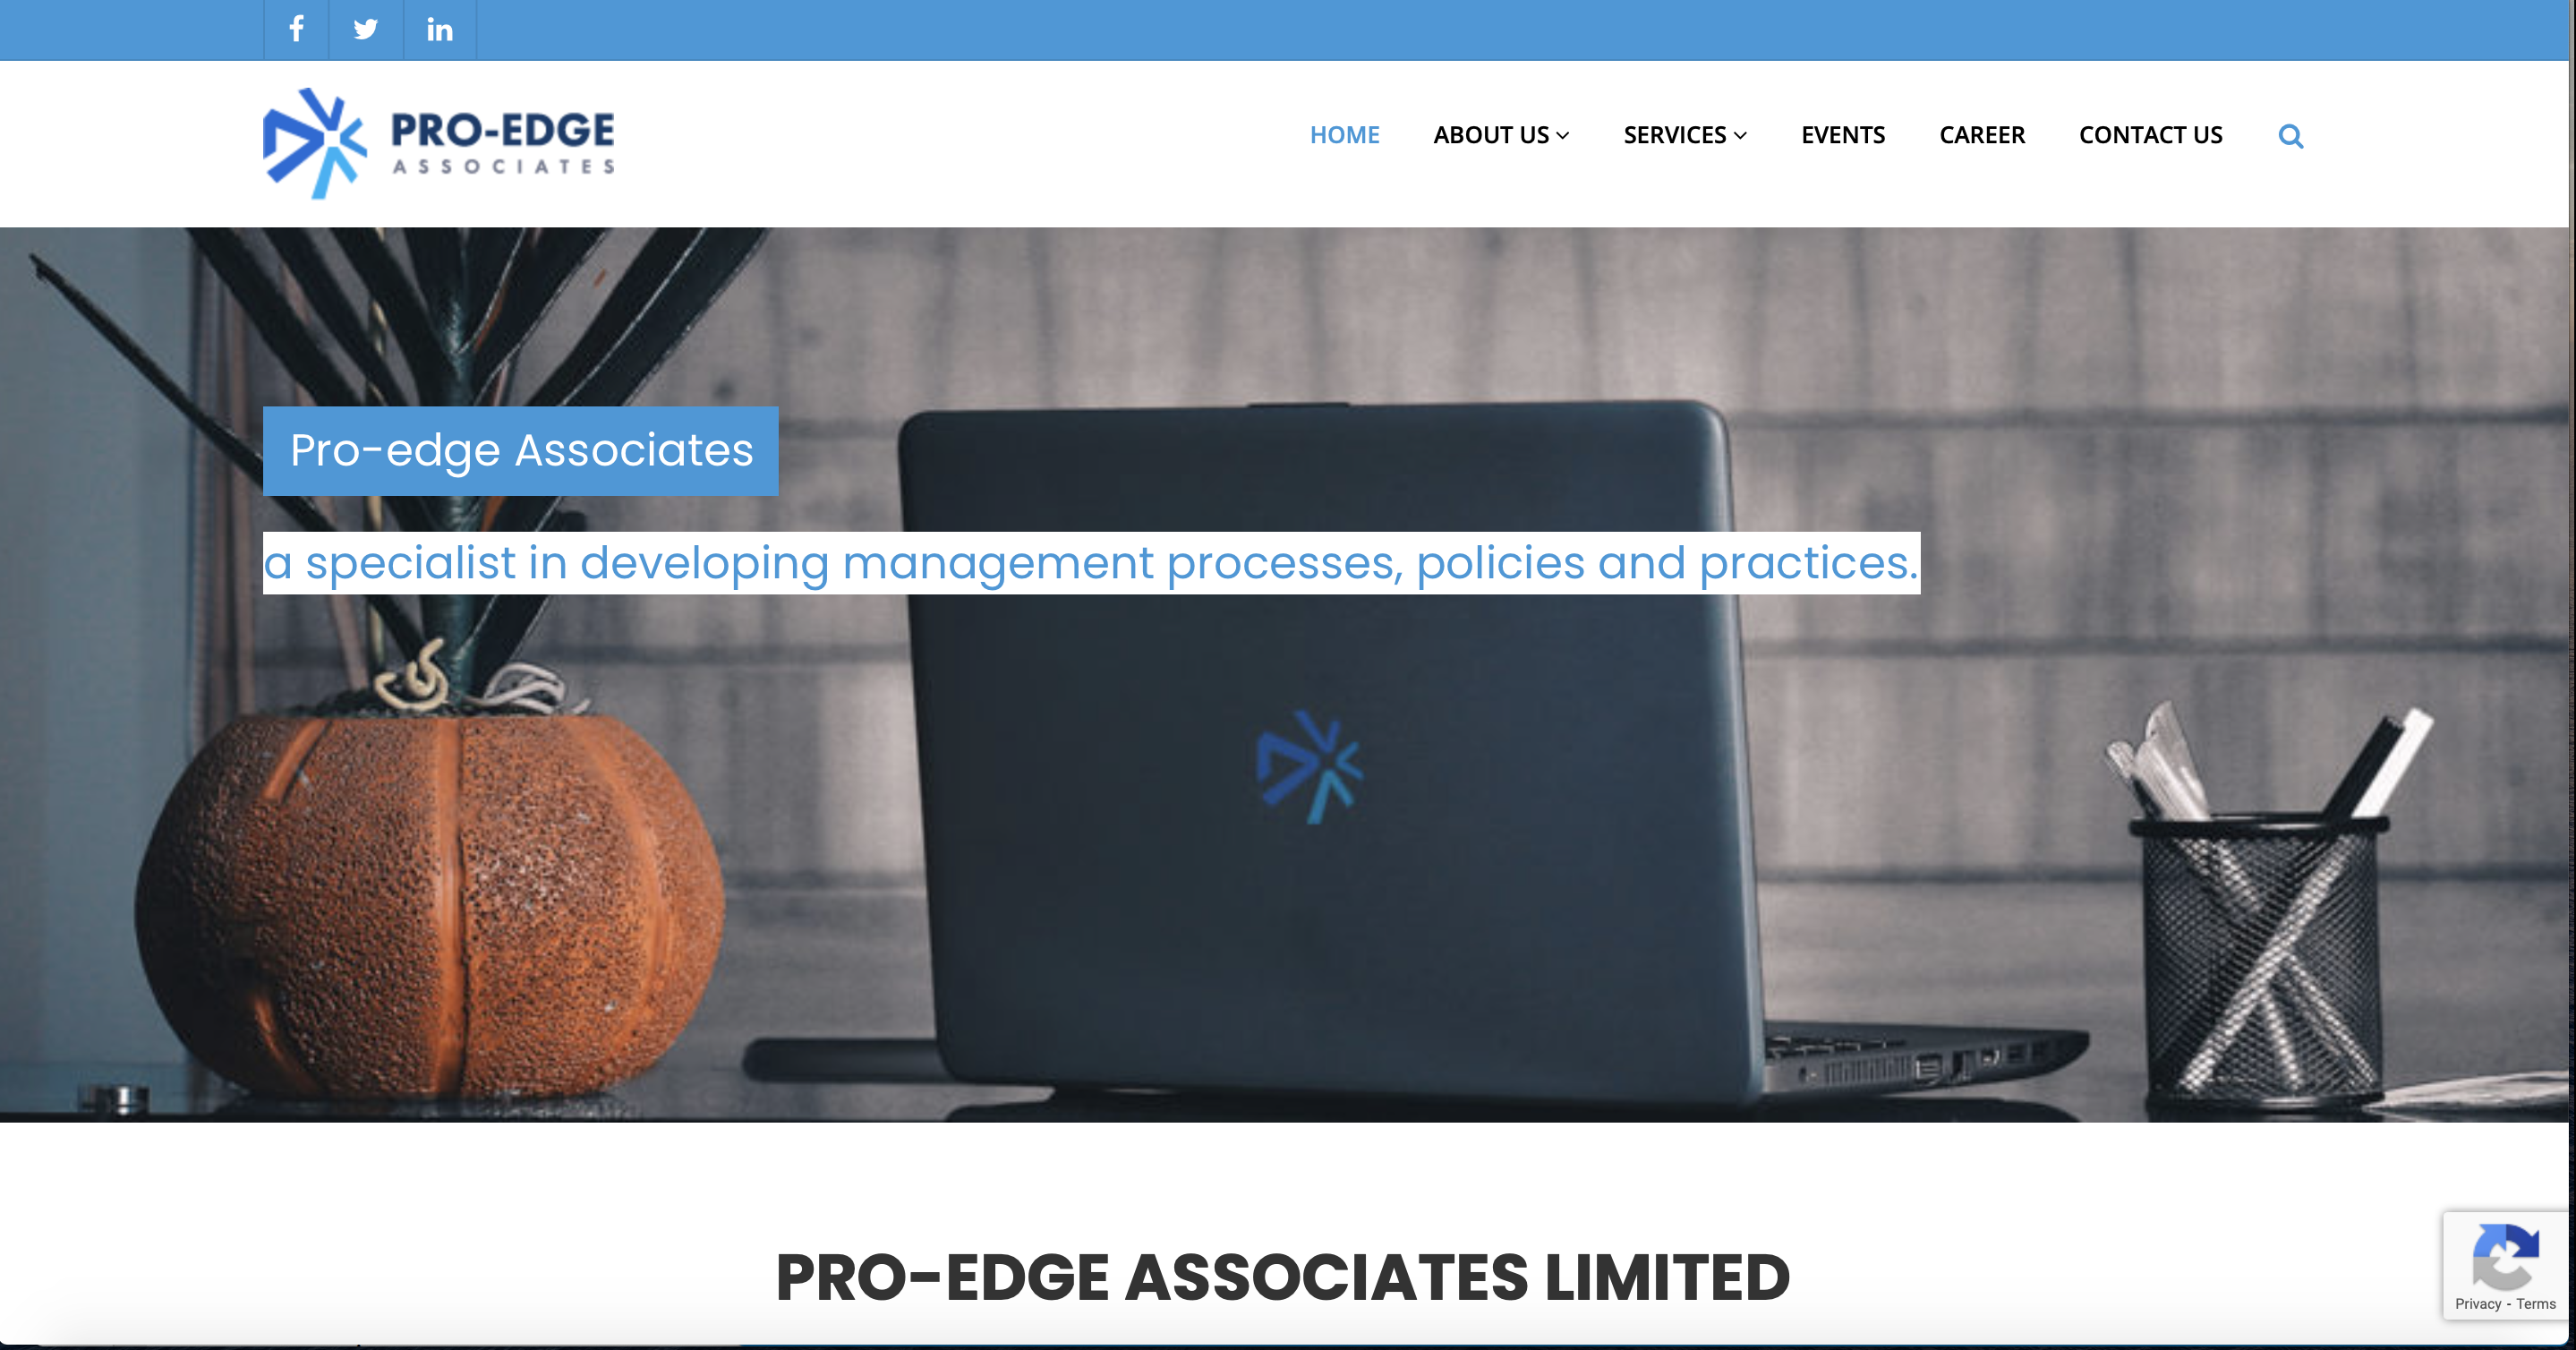 PRO-EDGE
ASSOCIATES
HOME ABOUT US SERVICES EVENTS CAREER CONTACT US
Pro-edge Associates
a specialist in developing management processes, policies and practices.
PRO-EDGE ASSOCIATES LIMITED
Privacy - Terms